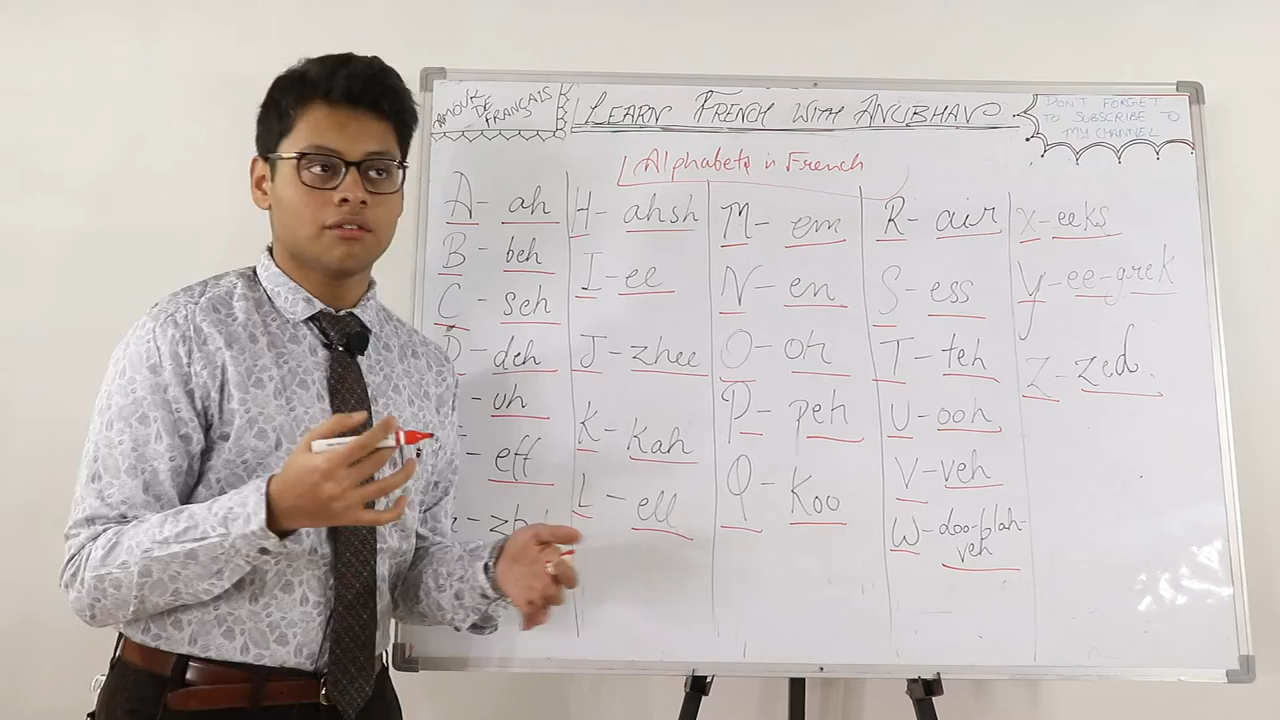 AMOUR
DE
FRANÇAIS
LEARN FRENCH WITH ANUBHAV
DON'T FORGET
TO SUBSCRIBE TO
MY CHANNEL
Alphabets in French
A- ah
B- beh
C- seh
D- deh
- uh
- eff
H- ahsh
I- ee
J- zhee
K- kah
L- ell
M- em
N- en
O- oh
P- peh
Q- Koo
R- air
S- ess
T- teh
U- ooh
V- veh
W- doo-blah-
veh
X- eeks
Y- ee-grek
Z- zed.